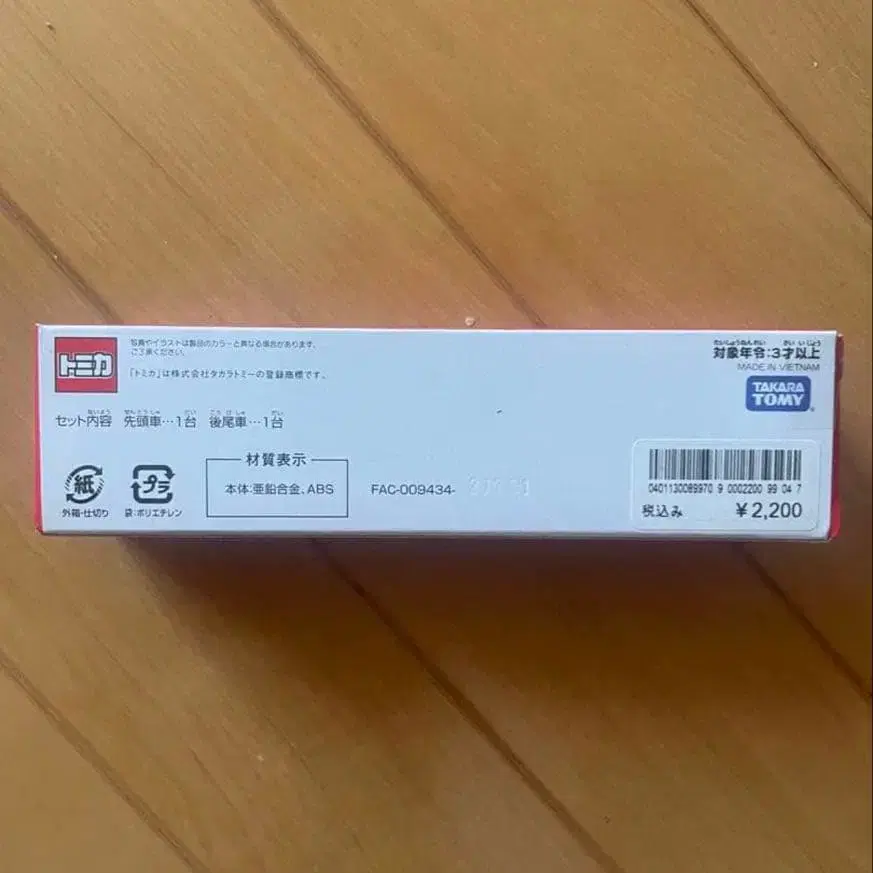 トミカ
写真やイラストは製品のカラーと異なる場合があります。
ご了承ください。
「トミカ」は株式会社タカラトミーの登録商標です。
たいしょうねんれい さい いじょう
対象年令:3才以上
MADE IN VIETNAM
TAKARA
TOMY
ないよう せんとうしゃ だい こうびしゃ だい
セット内容 先頭車…1台 後尾車…1台
紙
外箱・仕切り
プラ
袋:ポリエチレン
材質表示
本体:亜鉛合金、ABS
FAC-009434-
0401130089970 9 0002200 99 04 7
税込み ¥2,200